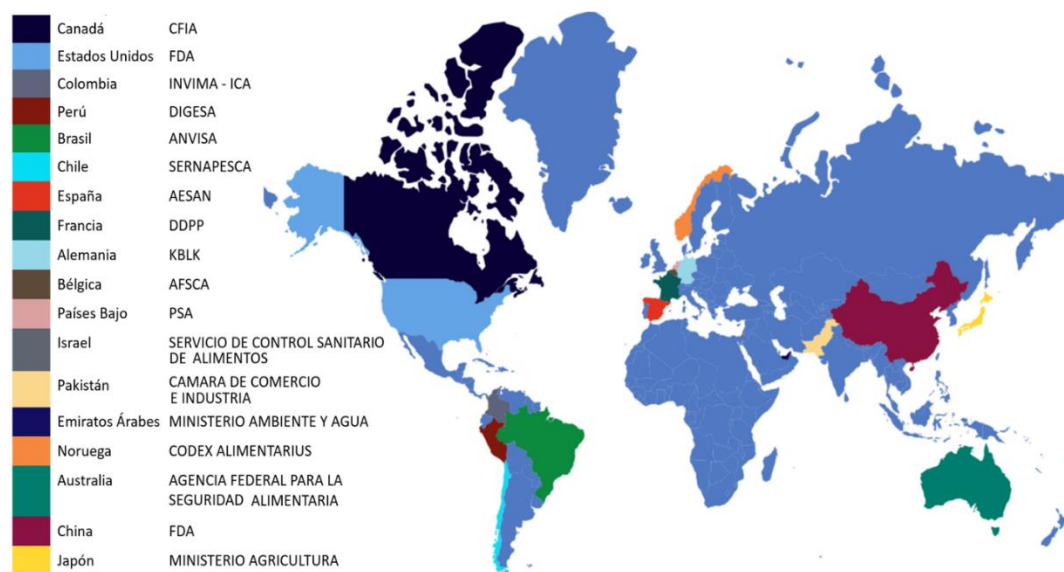 Canadá CFIA
Estados Unidos FDA
Colombia INVIMA - ICA
Perú DIGESA
Brasil ANVISA
Chile SERNAPESCA
España AESAN
Francia DDPP
Alemania KBLK
Bélgica AFSCA
Países Bajo PSA
Israel SERVICIO DE CONTROL SANITARIO
DE ALIMENTOS
Pakistán CAMARA DE COMERCIO
E INDUSTRIA
Emiratos Árabes MINISTERIO AMBIENTE Y AGUA
Noruega CODEX ALIMENTARIUS
Australia AGENCIA FEDERAL PARA LA
SEGURIDAD ALIMENTARIA
China FDA
Japón MINISTERIO AGRICULTURA